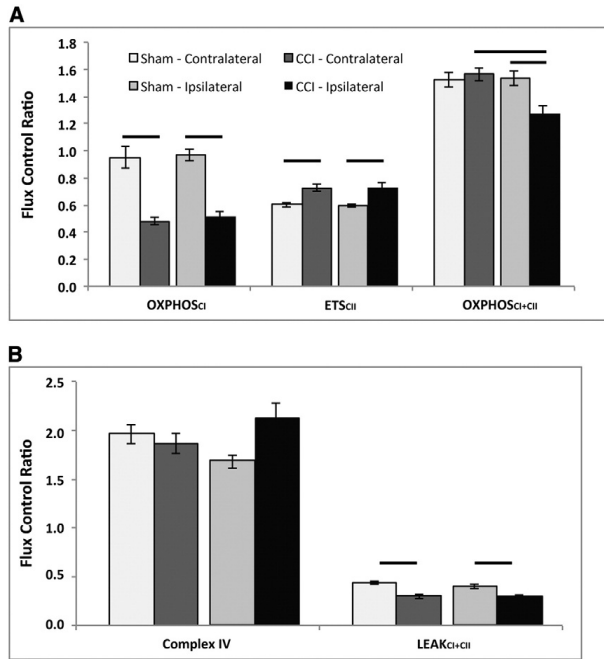 A
Sham - Contralateral
CCI - Contralateral
Sham - Ipsilateral
CCI - Ipsilateral
Flux Control Ratio
1.8
1.6
1.4
1.2
1.0
0.8
0.6
0.4
0.2
0.0
OXPHOSCI
ETSCII
OXPHOSCI+CII
B
Flux Control Ratio
2.5
2.0
1.5
1.0
0.5
0.0
Complex IV
LEAKCI+CII